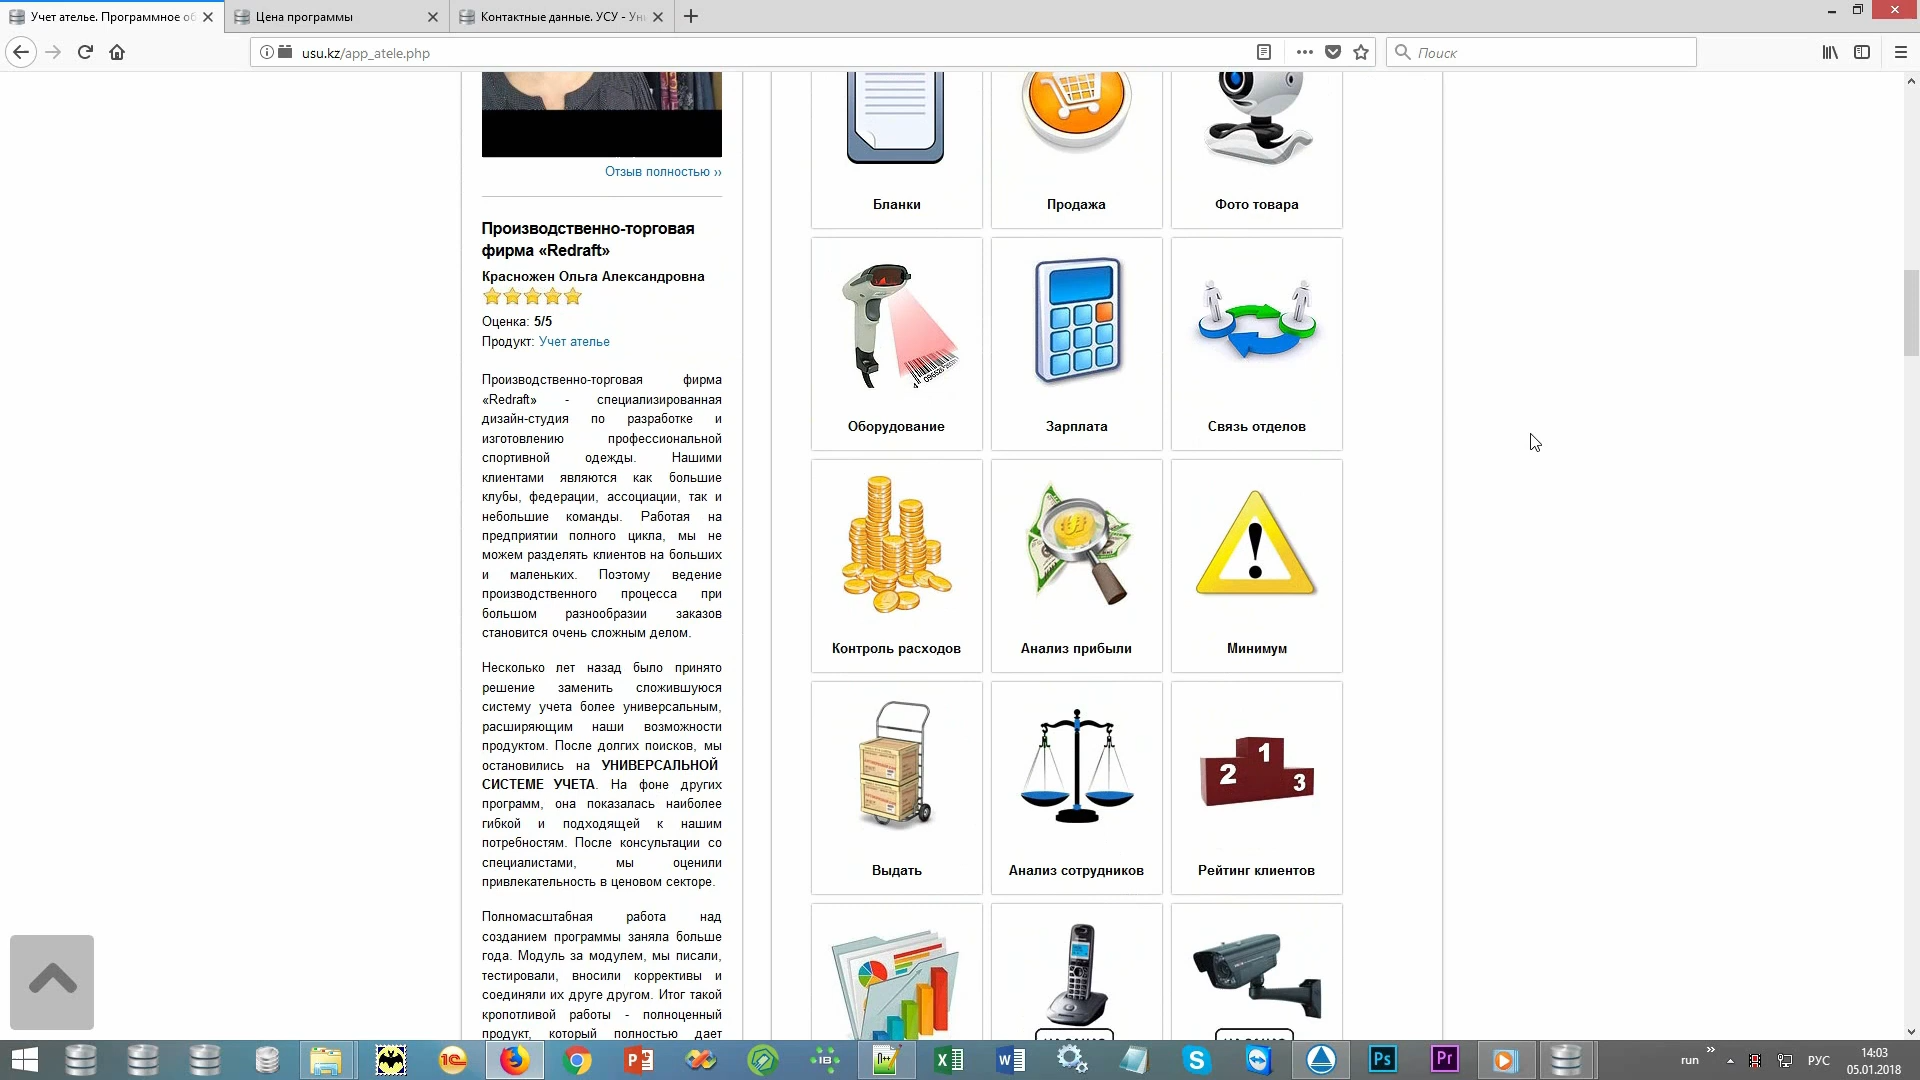 Учет ателье. Программное об
Цена программы
Контактные данные. УСУ - Ун
usu.kz/app_atele.php
Поиск
Отзыв полностью ››
Производственно-торговая
фирма «Redraft»
Красножен Ольга Александровна
Оценка: 5/5
Продукт: Учет ателье
Производственно-торговая фирма
«Redraft» - специализированная
дизайн-студия по разработке и
изготовлению профессиональной
спортивной одежды. Нашими
клиентами являются как большие
клубы, федерации, ассоциации, так и
небольшие команды. Работая на
предприятии полного цикла, мы не
можем разделять клиентов на больших
и маленьких. Поэтому ведение
производственного процесса при
большом разнообразии заказов
становится очень сложным делом.
Несколько лет назад было принято
решение заменить сложившуюся
систему учета более универсальным,
расширяющим наши возможности
продуктом. После долгих поисков, мы
остановились на УНИВЕРСАЛЬНОЙ
СИСТЕМЕ УЧЕТА. На фоне других
программ, она показалась наиболее
гибкой и подходящей к нашим
потребностям. После консультации со
специалистами, мы оценили
привлекательность в ценовом секторе.
Полномасштабная работа над
созданием программы заняла больше
года. Модуль за модулем, мы писали,
тестировали, вносили коррективы и
соединяли их друге другом. Итог такой
кропотливой работы - полноценный
продукт, который полностью дает
Бланки
Продажа
Фото товара
Оборудование
Зарплата
Связь отделов
Контроль расходов
Анализ прибыли
Минимум
2 1 3
Выдать
Анализ сотрудников
Рейтинг клиентов
run
РУС
14:03
05.01.2018